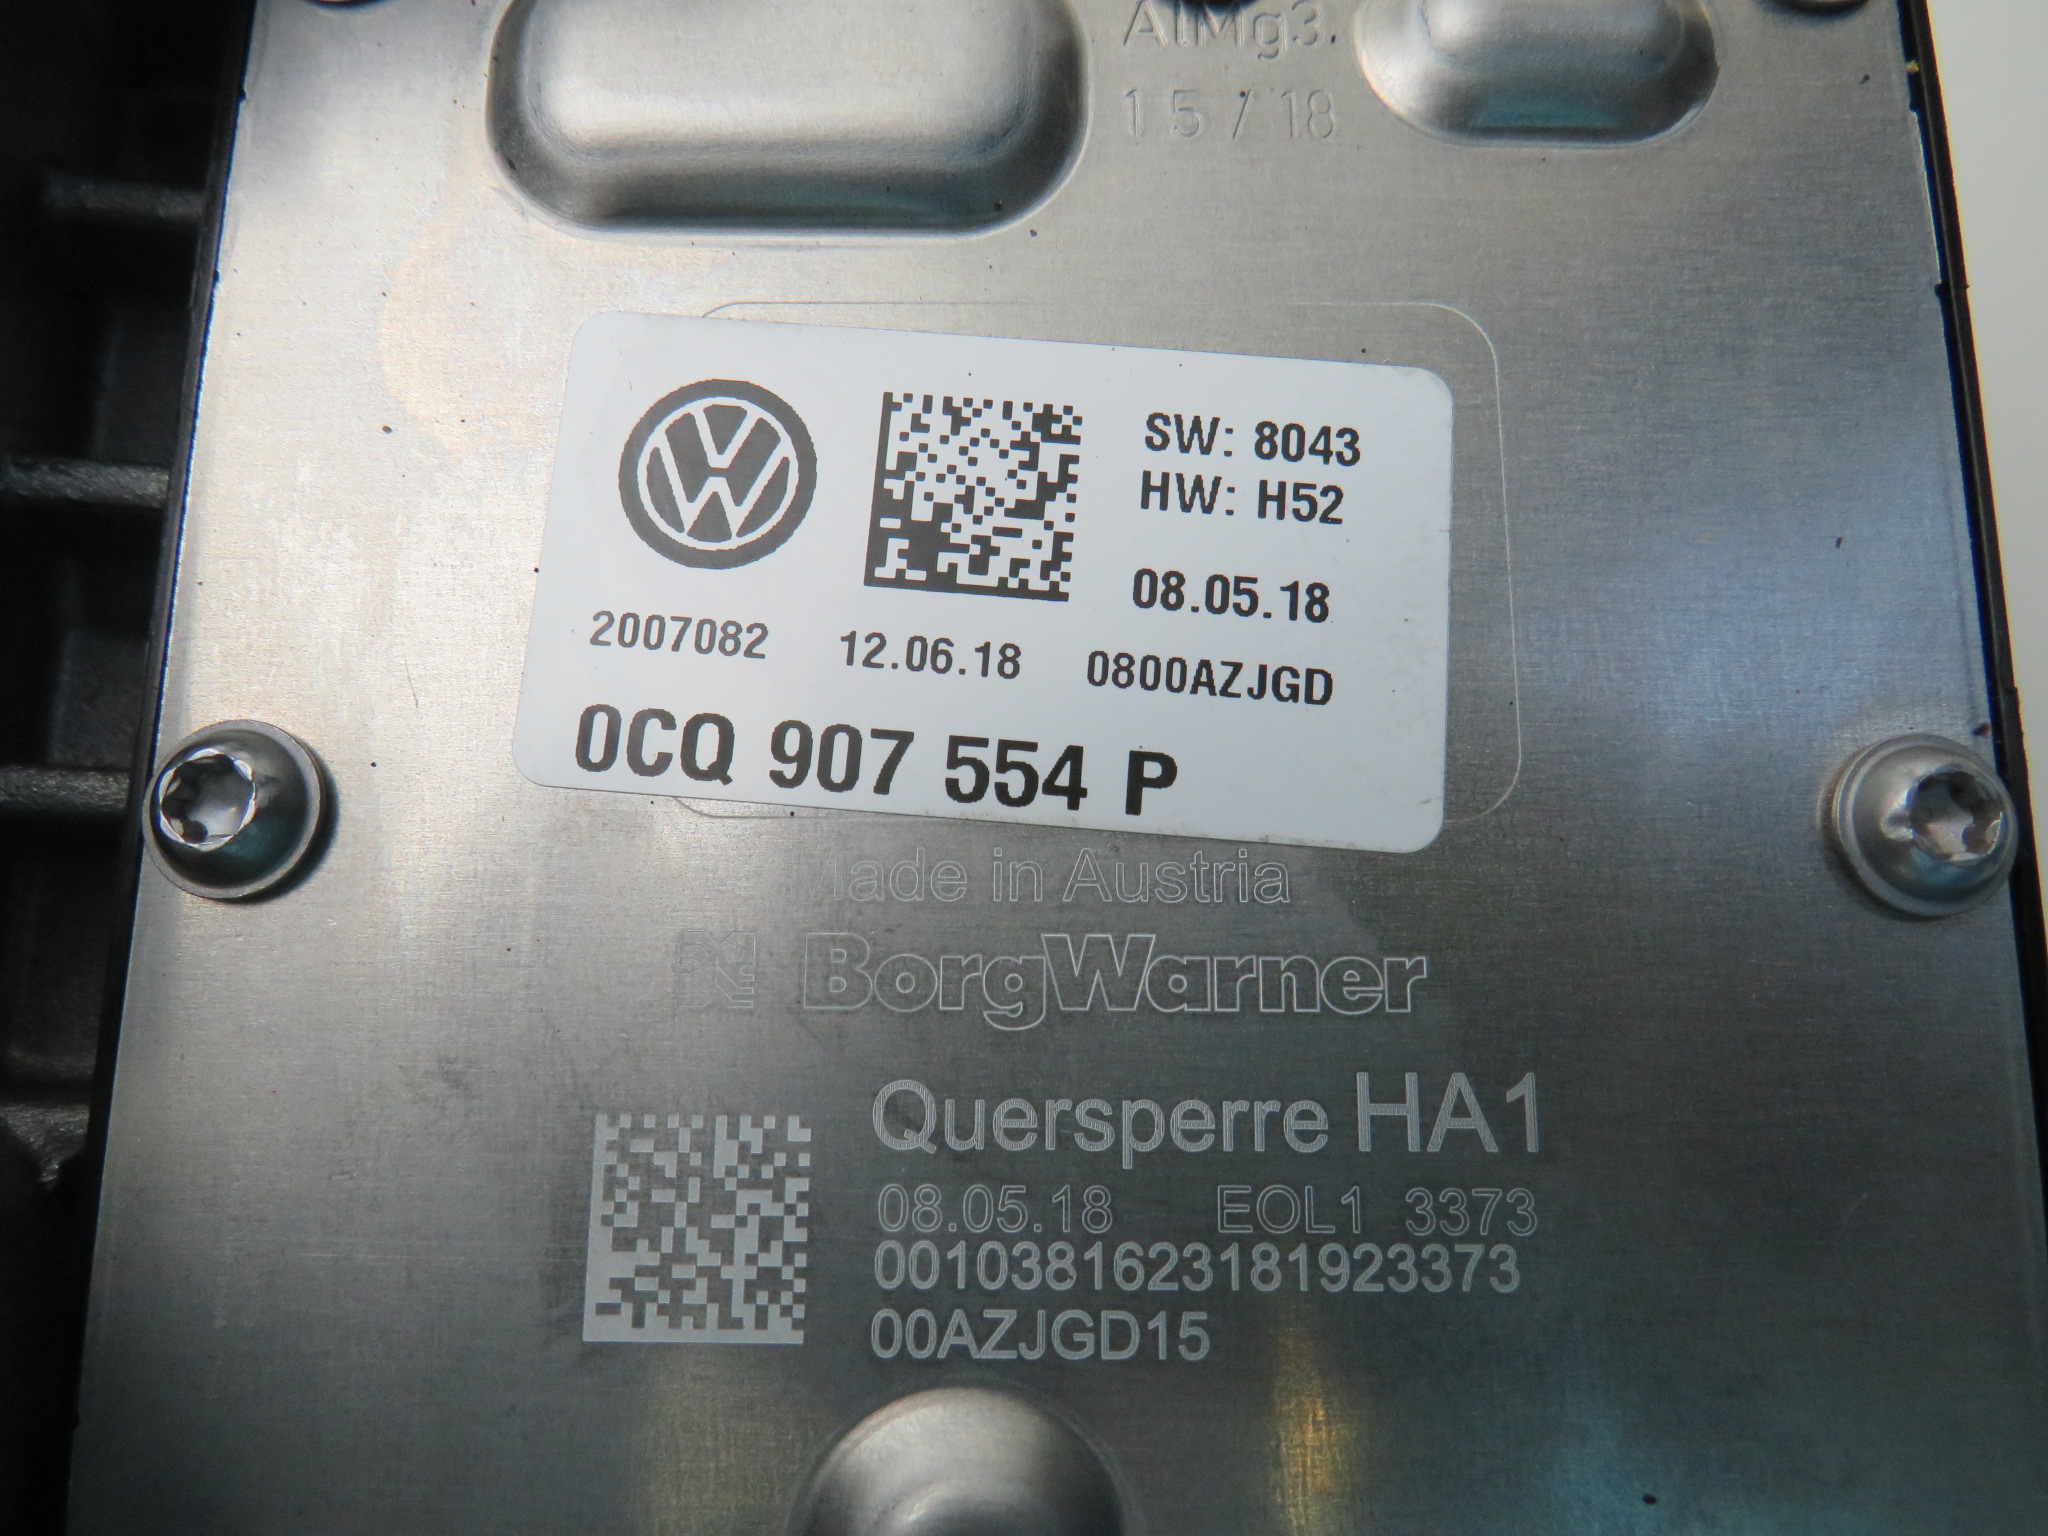 AlMg3.
15/18
SW: 8043
HW: H52
08.05.18
2007082 12.06.18 0800AZJGD
0CQ 907 554 P
Made in Austria
BorgWarner
Quersperre HA1
08.05.18 EOL1 3373
0010381623181923373
00AZJGD15